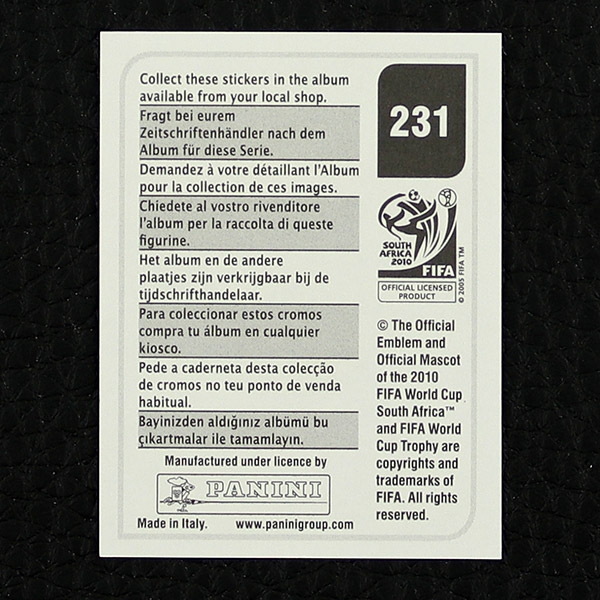 Collect these stickers in the album
available from your local shop.
Fragt bei eurem
Zeitschriftenhändler nach dem
Album für diese Serie.
Demandez à votre détaillant l'Album
pour la collection de ces images.
Chiedete al vostro rivenditore
l'album per la raccolta di queste
figurine.
Het album en de andere
plaatjes zijn verkrijgbaar bij de
tijdschrifthandelaar.
Para coleccionar estos cromos
compra tu álbum en cualquier
kiosco.
Pede a caderneta desta colecção
de cromos no teu ponto de venda
habitual.
Bayinizden aldığınız albümü bu
çıkartmalar ile tamamlayın.
Manufactured under licence by
PANINI
Made in Italy. www.paninigroup.com
231
SOUTH
AFRICA
2010
FIFA
OFFICIAL LICENSED
PRODUCT
© 2005 FIFA TM
© The Official
Emblem and
Official Mascot
of the 2010
FIFA World Cup
South Africa™
and FIFA World
Cup Trophy are
copyrights and
trademarks of
FIFA. All rights
reserved.